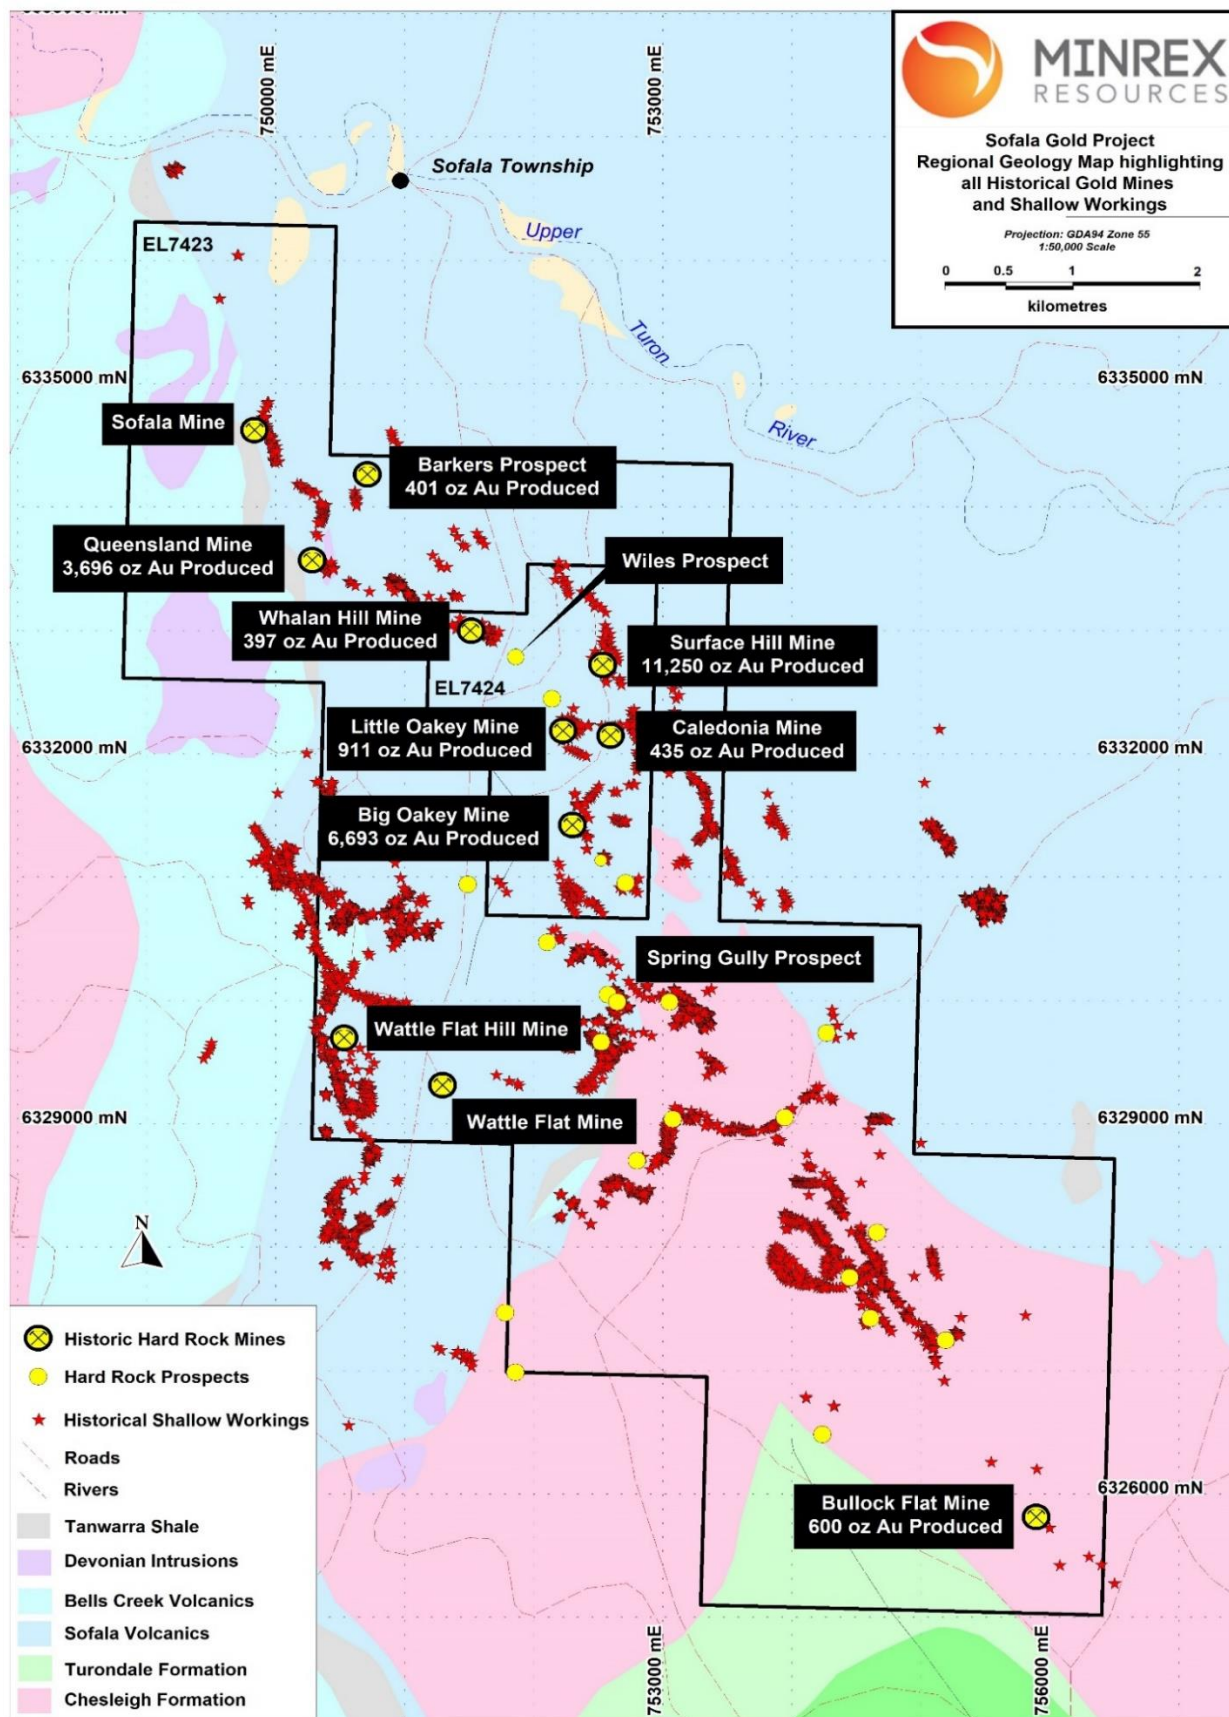 MINREX
RESOURCES
Sofala Gold Project
Regional Geology Map highlighting
all Historical Gold Mines
and Shallow Workings
Projection: GDA94 Zone 55
1:50,000 Scale
0 0.5 1 2
kilometres
750000 mE
753000 mE
Sofala Township
Upper
Turon
River
EL7423
6335000 mN
6335000 mN
Sofala Mine
Barkers Prospect
401 oz Au Produced
Queensland Mine
3,696 oz Au Produced
Wiles Prospect
Whalan Hill Mine
397 oz Au Produced
Surface Hill Mine
11,250 oz Au Produced
EL7424
Little Oakey Mine
911 oz Au Produced
Caledonia Mine
435 oz Au Produced
6332000 mN
6332000 mN
Big Oakey Mine
6,693 oz Au Produced
Spring Gully Prospect
Wattle Flat Hill Mine
Wattle Flat Mine
6329000 mN
6329000 mN
N
Historic Hard Rock Mines
Hard Rock Prospects
Historical Shallow Workings
Roads
Rivers
Tanwarra Shale
Devonian Intrusions
Bells Creek Volcanics
Sofala Volcanics
Turondale Formation
Chesleigh Formation
6326000 mN
Bullock Flat Mine
600 oz Au Produced
753000 mE
756000 mE